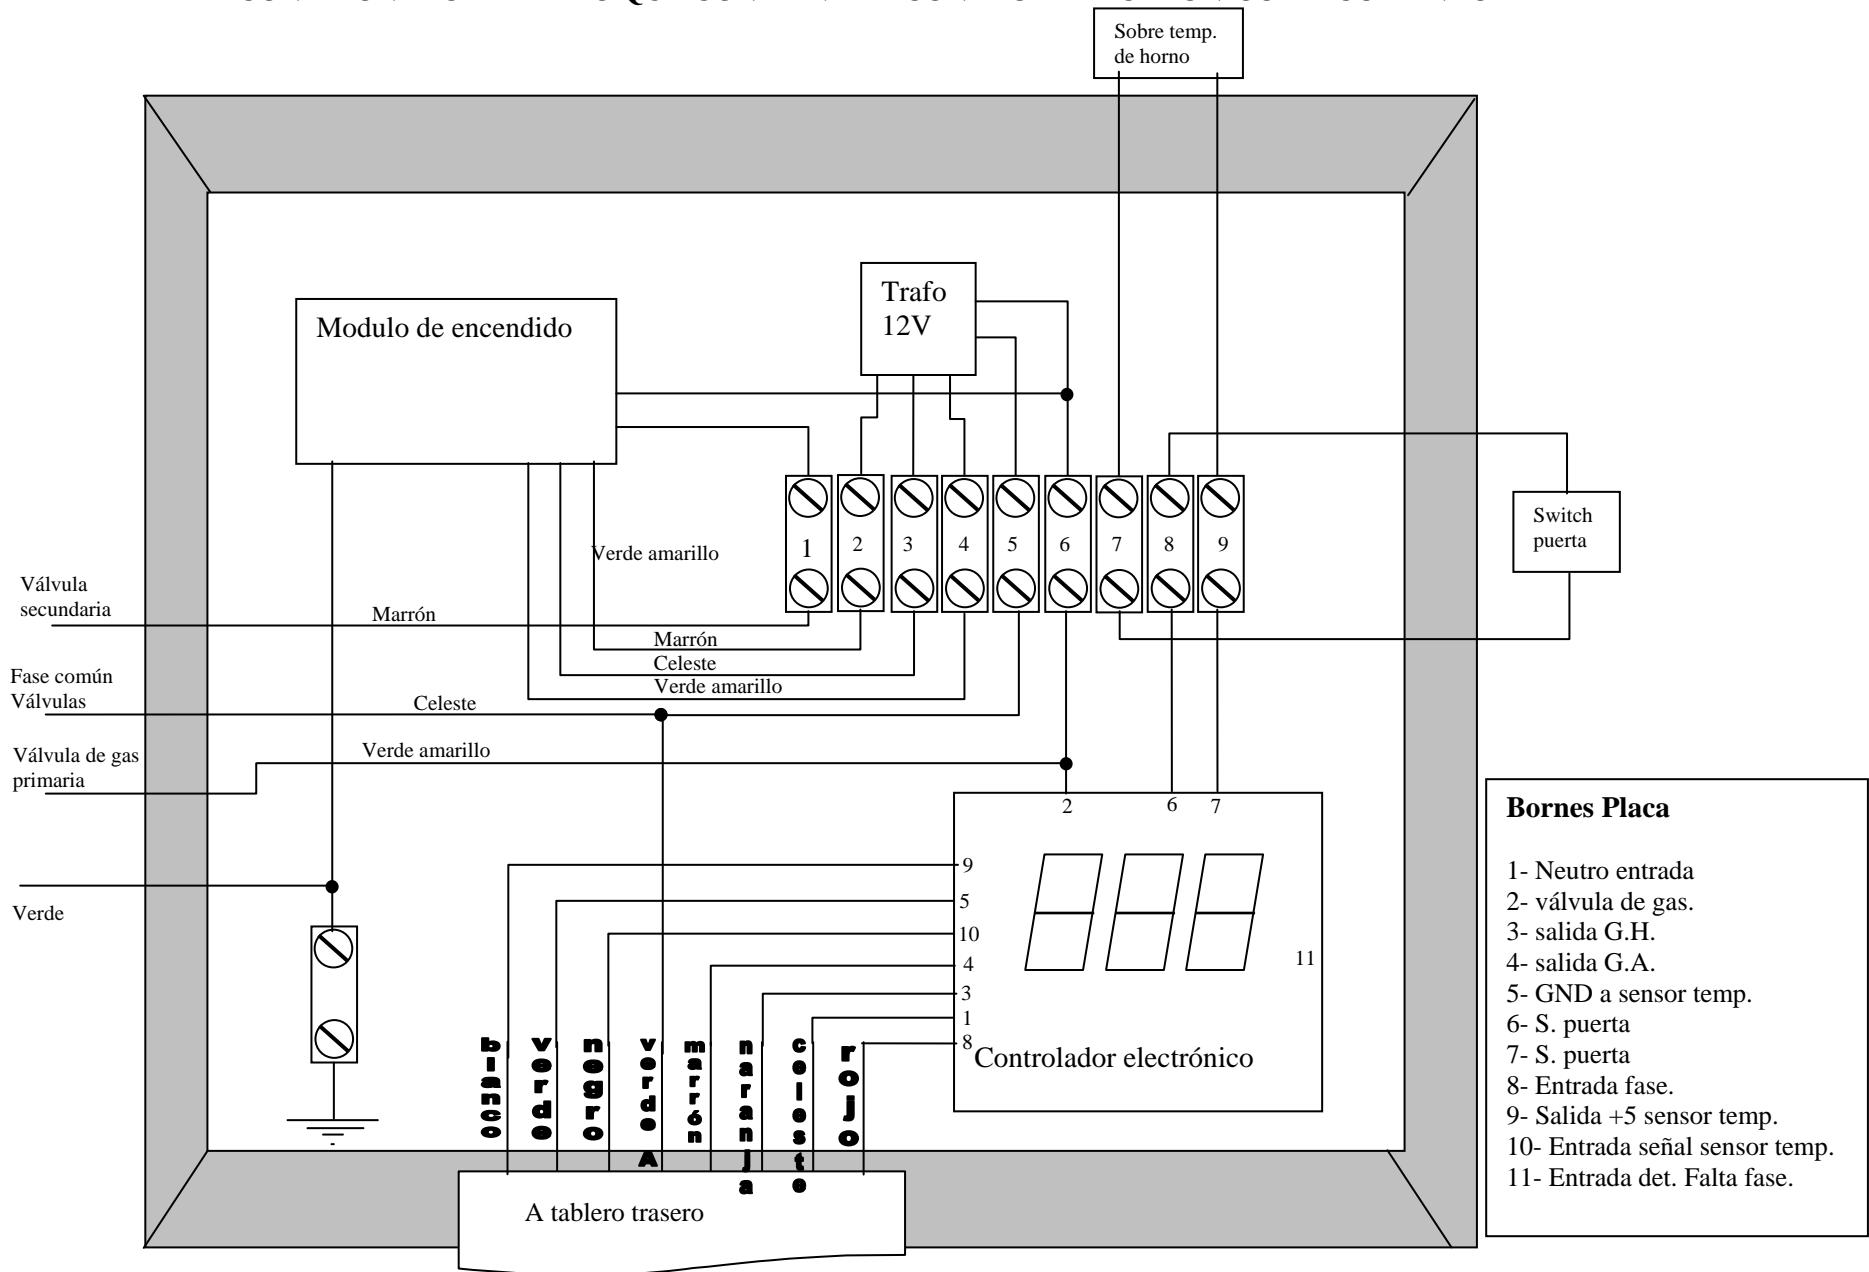 Sobre temp.
de horno
Trafo
12V
Modulo de encendido
1 2 3 4 5 6 7 8 9
Switch
puerta
Verde amarillo
Válvula
secundaria
Marrón
Marrón
Celeste
Verde amarillo
Fase común
Válvulas
Celeste
Válvula de gas
primaria
Verde amarillo
Verde
2 6 7
9
5
10
4
3
1
8
11
Controlador electrónico
blanco
verde
negro
verde A
marrón
naranja
celeste
rojo
A tablero trasero
Bornes Placa
1- Neutro entrada
2- válvula de gas.
3- salida G.H.
4- salida G.A.
5- GND a sensor temp.
6- S. puerta
7- S. puerta
8- Entrada fase.
9- Salida +5 sensor temp.
10- Entrada señál sensor temp.
11- Entrada det. Falta fase.